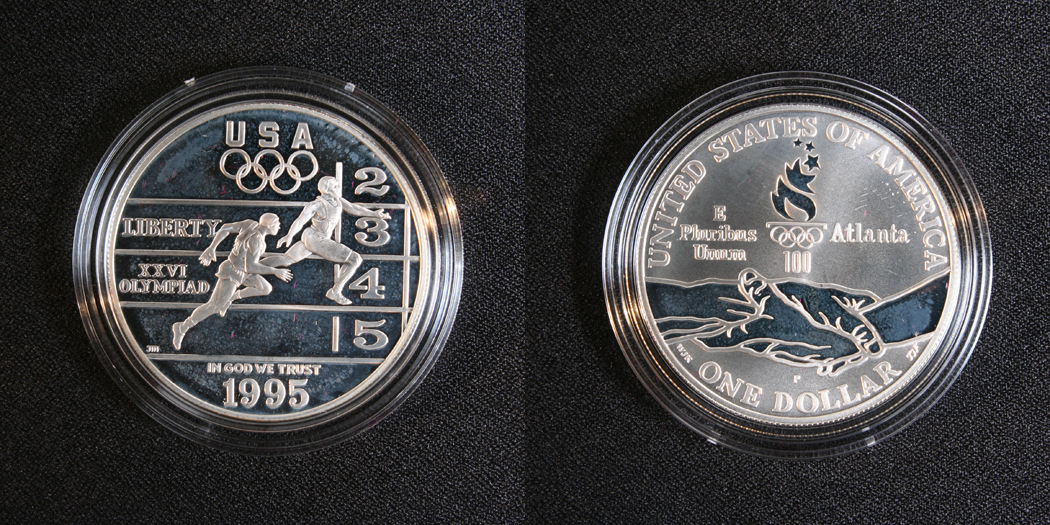 USA
2
LIBERTY
3
XXVI
OLYMPIAD
4
5
JM
IN GOD WE TRUST
1995
UNITED STATES OF AMERICA
E
Pluribus
Unum
Atlanta
100
P
ONE DOLLAR